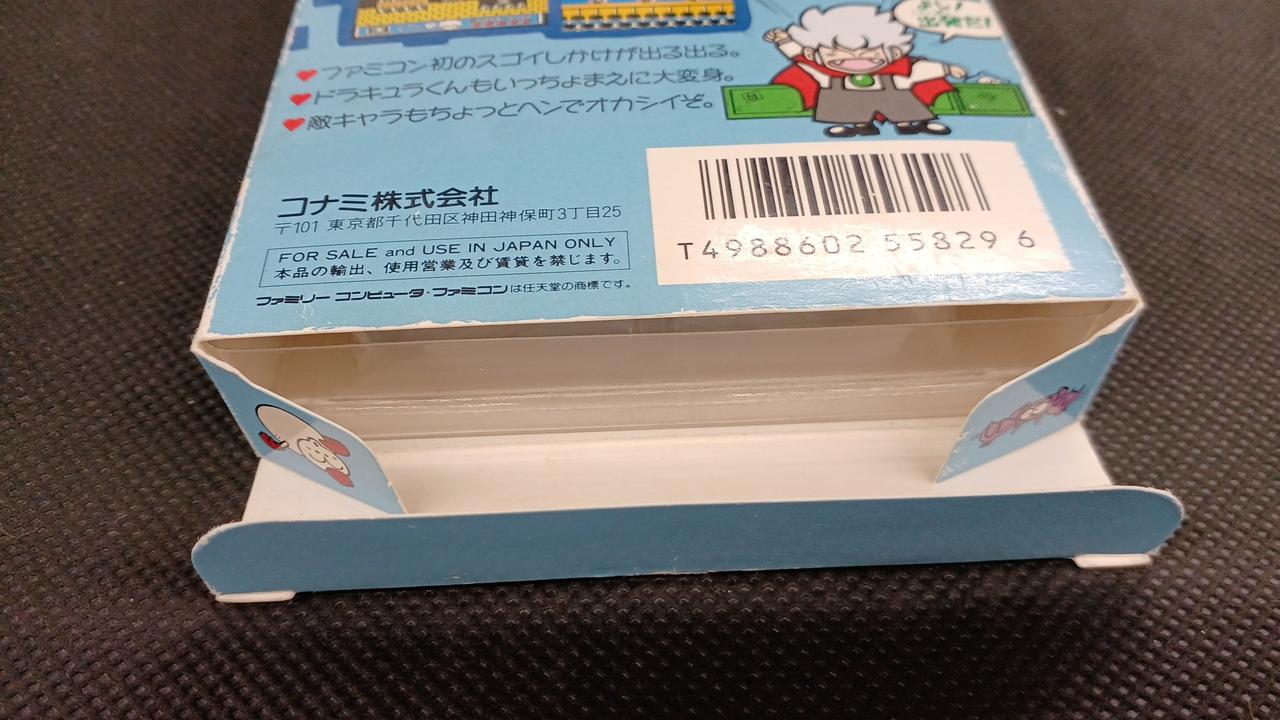 出発だ!
ファミコン初のスゴイしかけが出る出る。
ドラキュラくんもいっちょまえに大変身。
敵キャラもちょっとヘンでオカシイぞ。
コナミ株式会社
〒101 東京都千代田区神田神保町3丁目25
FOR SALE and USE IN JAPAN ONLY
本品の輸出、使用営業及び賃貸を禁じます。
ファミリーコンピュータ・ファミコンは任天堂の商標です。
T4988602 55829 6